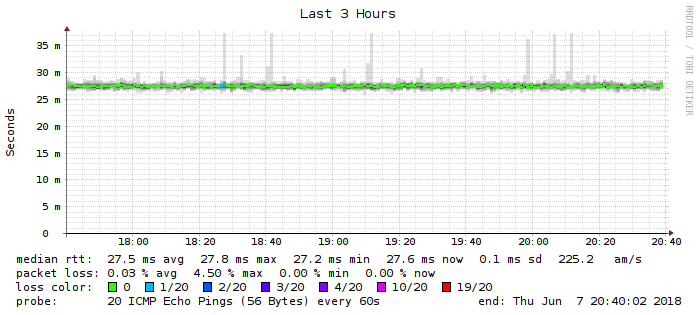 Last 3 Hours
RRDTOOL / TOBI OETIKER
Seconds
35 m
30 m
25 m
20 m
15 m
10 m
5 m
0
18:00 18:20 18:40 19:00 19:20 19:40 20:00 20:20 20:40
median rtt: 27.5 ms avg 27.8 ms max 27.2 ms min 27.6 ms now 0.1 ms sd 225.2 am/s
packet loss: 0.03 % avg 4.50 % max 0.00 % min 0.00 % now
loss color: 0 1/20 2/20 3/20 4/20 10/20 19/20
probe: 20 ICMP Echo Pings (56 Bytes) every 60s end: Thu Jun 7 20:40:02 2018